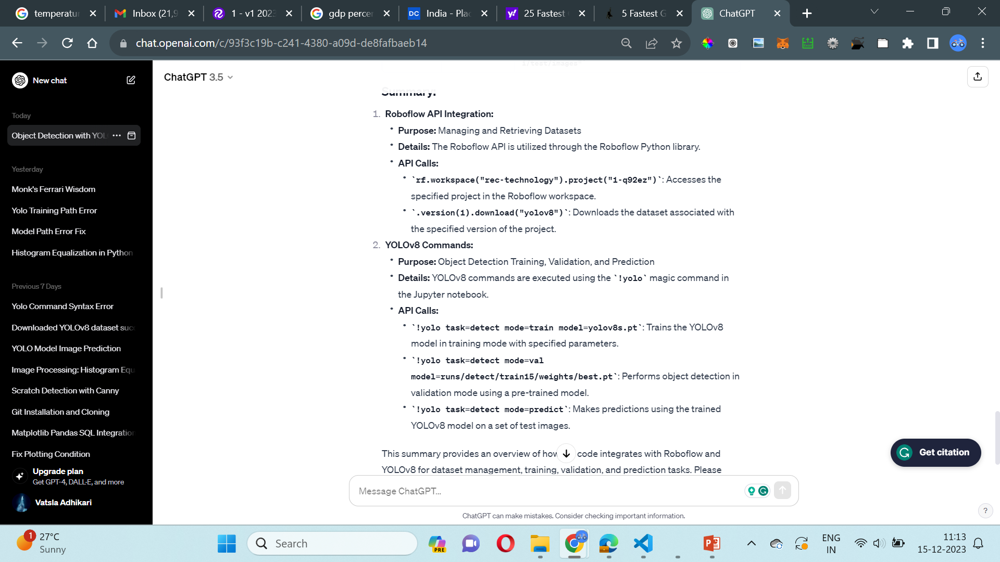 temperatur
Inbox (21,9
1 - v1 2023
gdp percer
India - Plac
25 Fastest
5 Fastest G
ChatGPT
chat.openai.com/c/93f3c19b-c241-4380-a09d-de8fafbaeb14
New chat
Today
Object Detection with YOL
Yesterday
Monk's Ferrari Wisdom
Yolo Training Path Error
Model Path Error Fix
Histogram Equalization in Python
Previous 7 Days
Yolo Command Syntax Error
Downloaded YOLOv8 dataset succ
YOLO Model Image Prediction
Image Processing: Histogram Equ
Scratch Detection with Canny
Git Installation and Cloning
Matplotlib Pandas SQL Integration
Fix Plotting Condition
Upgrade plan
Get GPT-4, DALL·E, and more
Vatsla Adhikari
ChatGPT 3.5
1/test/images"
Summary:
1. Roboflow API Integration:
• Purpose: Managing and Retrieving Datasets
• Details: The Roboflow API is utilized through the Roboflow Python library.
• API Calls:
• `rf.workspace("rec-technology").project("1-q92ez")`: Accesses the
specified project in the Roboflow workspace.
• `.version(1).download("yolov8")`: Downloads the dataset associated with
the specified version of the project.
2. YOLOv8 Commands:
• Purpose: Object Detection Training, Validation, and Prediction
• Details: YOLOv8 commands are executed using the `!yolo` magic command in
the Jupyter notebook.
• API Calls:
• `!yolo task=detect mode=train model=yolov8s.pt`: Trains the YOLOv8
model in training mode with specified parameters.
• `!yolo task=detect mode=val
model=runs/detect/train15/weights/best.pt`: Performs object detection in
validation mode using a pre-trained model.
• `!yolo task=detect mode=predict`: Makes predictions using the trained
YOLOv8 model on a set of test images.
This summary provides an overview of how code integrates with Roboflow and
YOLOv8 for dataset management, training, validation, and prediction tasks. Please
Get citation
Message ChatGPT...
ChatGPT can make mistakes. Consider checking important information.
?
1
27°C
Sunny
Search
PRE
ENG
IN
11:13
15-12-2023